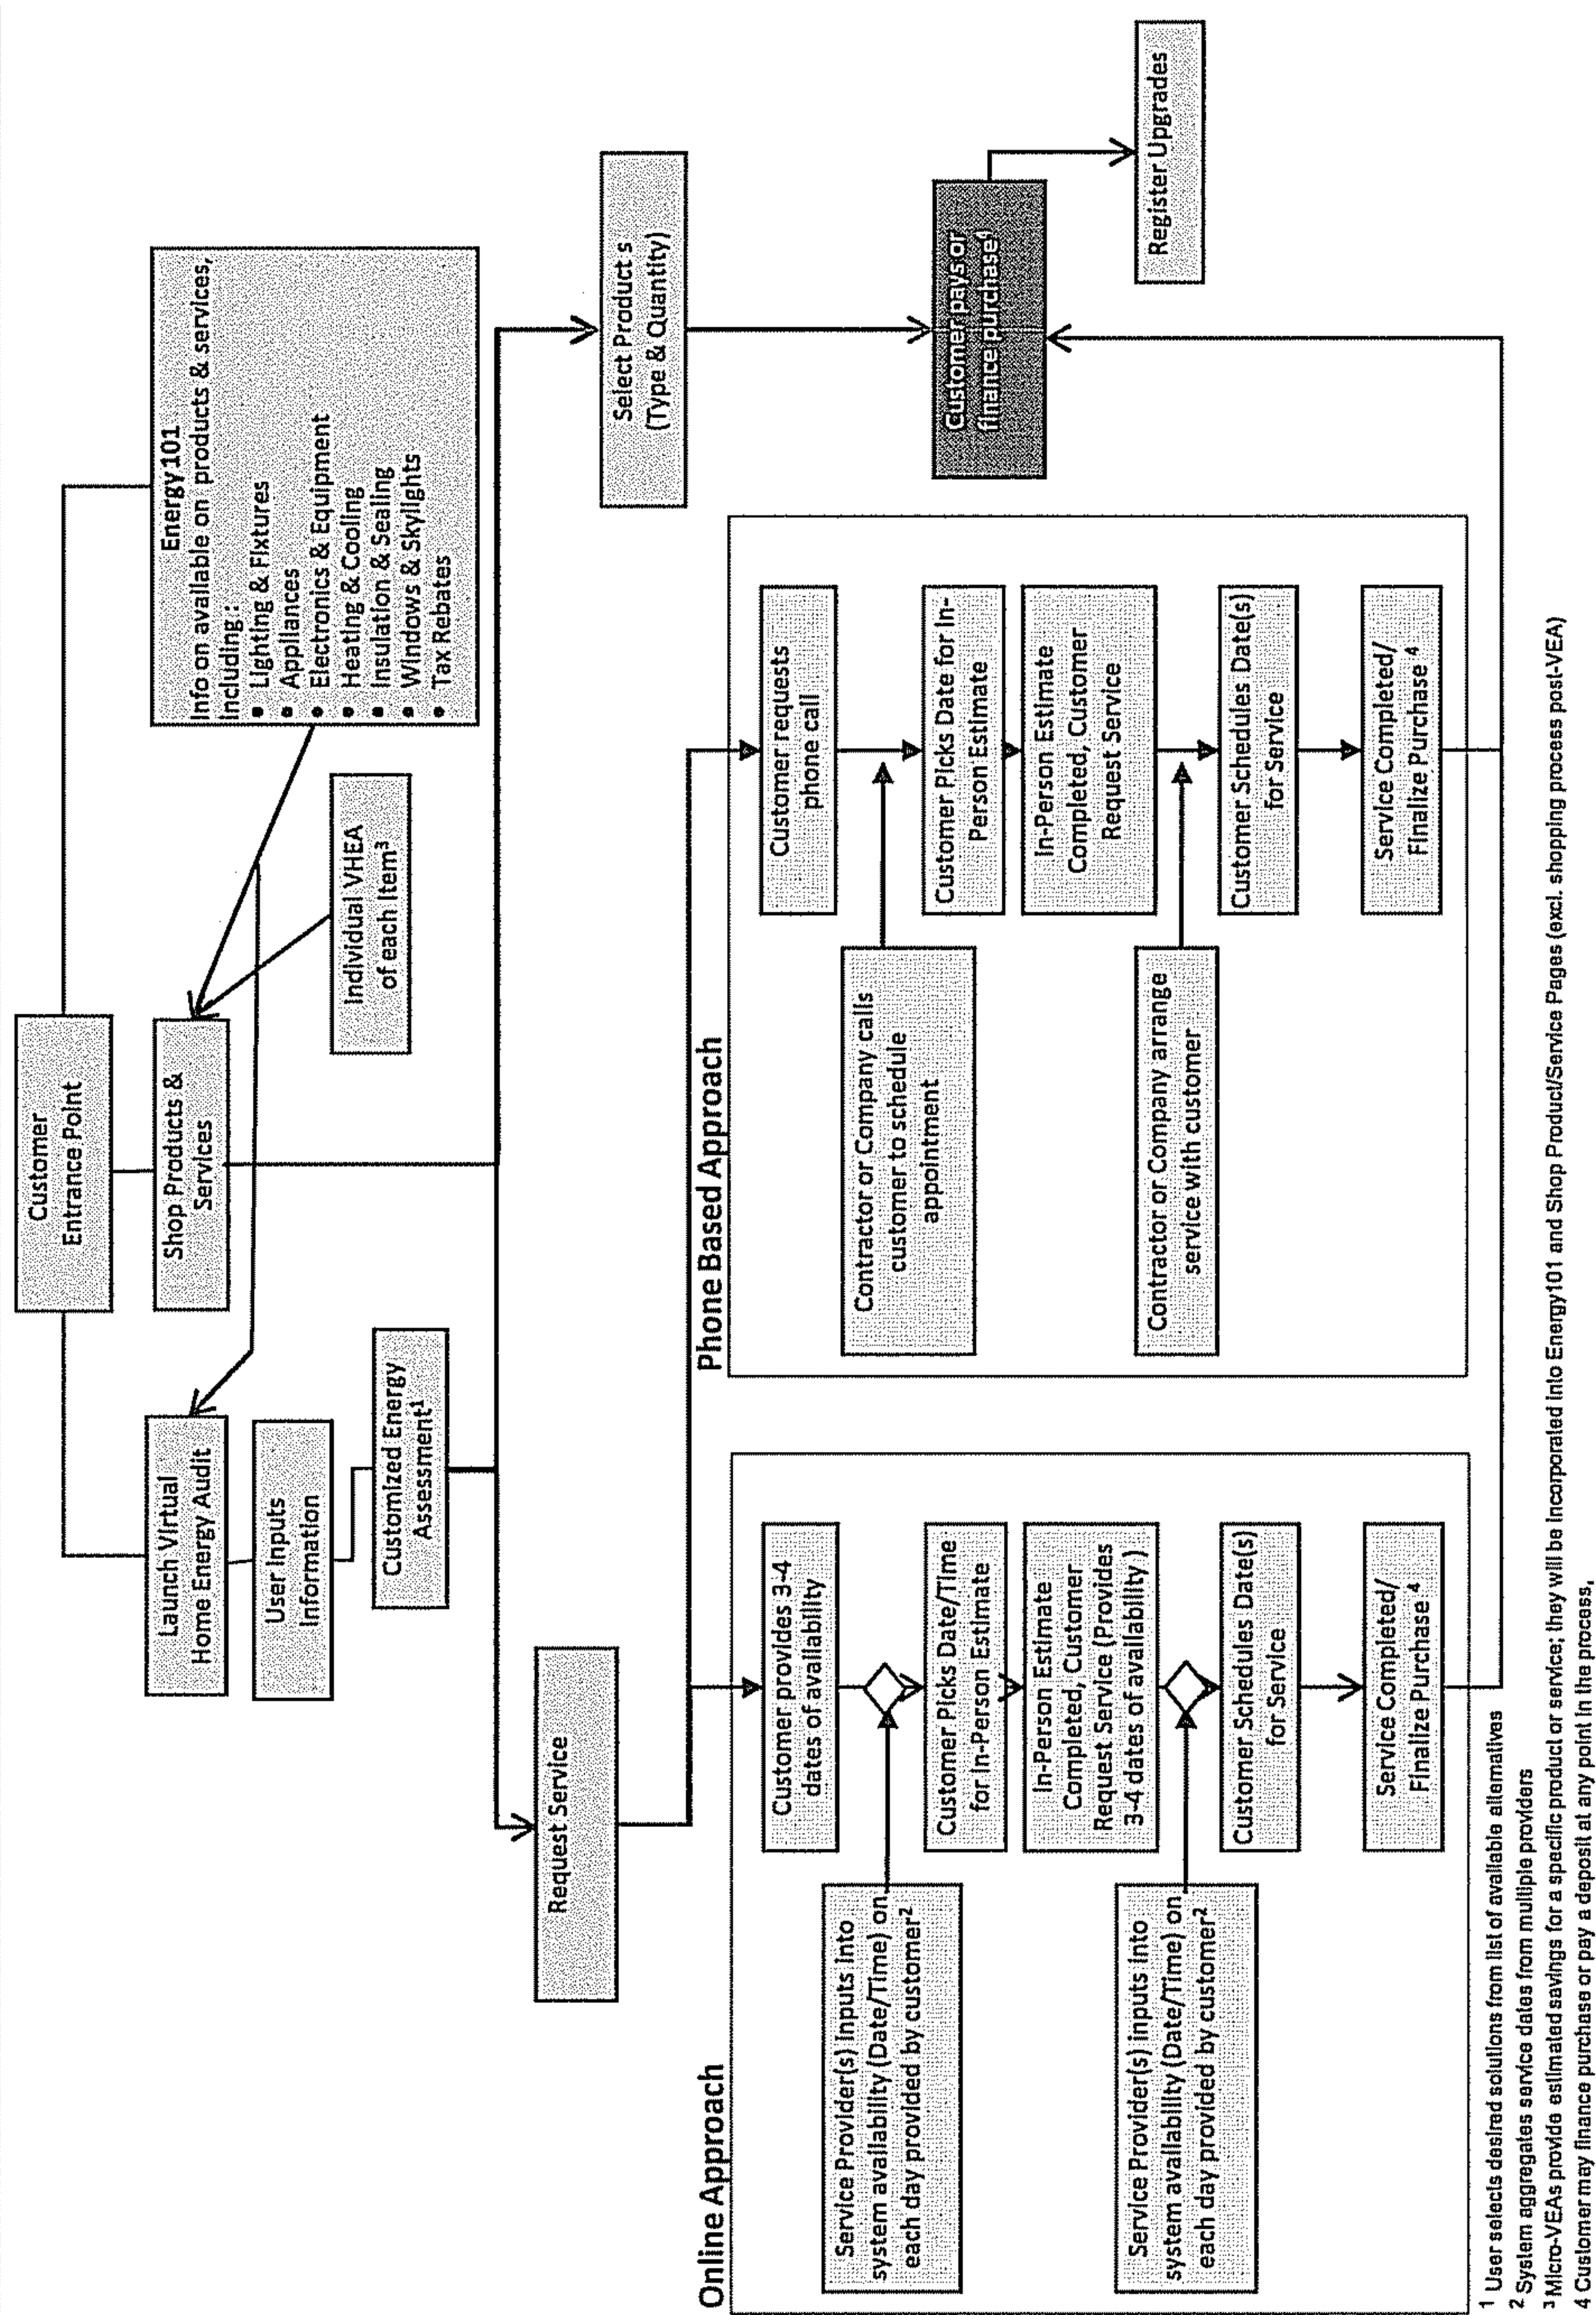 Customer
Entrance Point
Launch Virtual
Home Energy Audit
Shop Products &
Services
Energy101
Info on available on products & services,
including::
• Lighting & Fixtures
• Appliances
• Electronics & Equipment
• Heating & Cooling
• Insulation & Sealing
• Windows & Skylights
• Tax Rebates
User Inputs
Information
Individual VHEA
of each Item³
Customized Energy
Assessment¹
Request Service
Select Product s
(Type & Quantity)
Online Approach
Customer provides 3-4
dates of availability
Service Provider(s) Inputs into
system availability (Date/Time) on
each day provided by customer²
Customer Picks Date/Time
for In-Person Estimate
In-Person Estimate
Completed, Customer
Request Service (Provides
3-4 dates of availability)
Service Provider(s) inputs into
system availability (Date/Time) on
each day provided by customer²
Customer Schedules Date(s)
for Service
Service Completed/
Finalize Purchase ⁴
Phone Based Approach
Customer requests
phone call
Contractor or Company calls
customer to schedule
appointment
Customer Picks Date for In-
Person Estimate
In-Person Estimate
Completed, Customer
Request Service
Contractor or Company arrange
service with customer
Customer Schedules Date(s)
for Service
Service Completed/
Finalize Purchase ⁴
Customer pays or
finance purchase⁴
Register Upgrades
¹ User selects desired solutions from list of available alternatives
² System aggregates service dates from multiple providers
³ Micro-VEAs provide estimated savings for a specific product or service; they will be incorporated into Energy101 and Shop Product/Service Pages (excl. shopping process post-VEA)
4 Customer may finance purchase or pay a deposit at any point in the process.